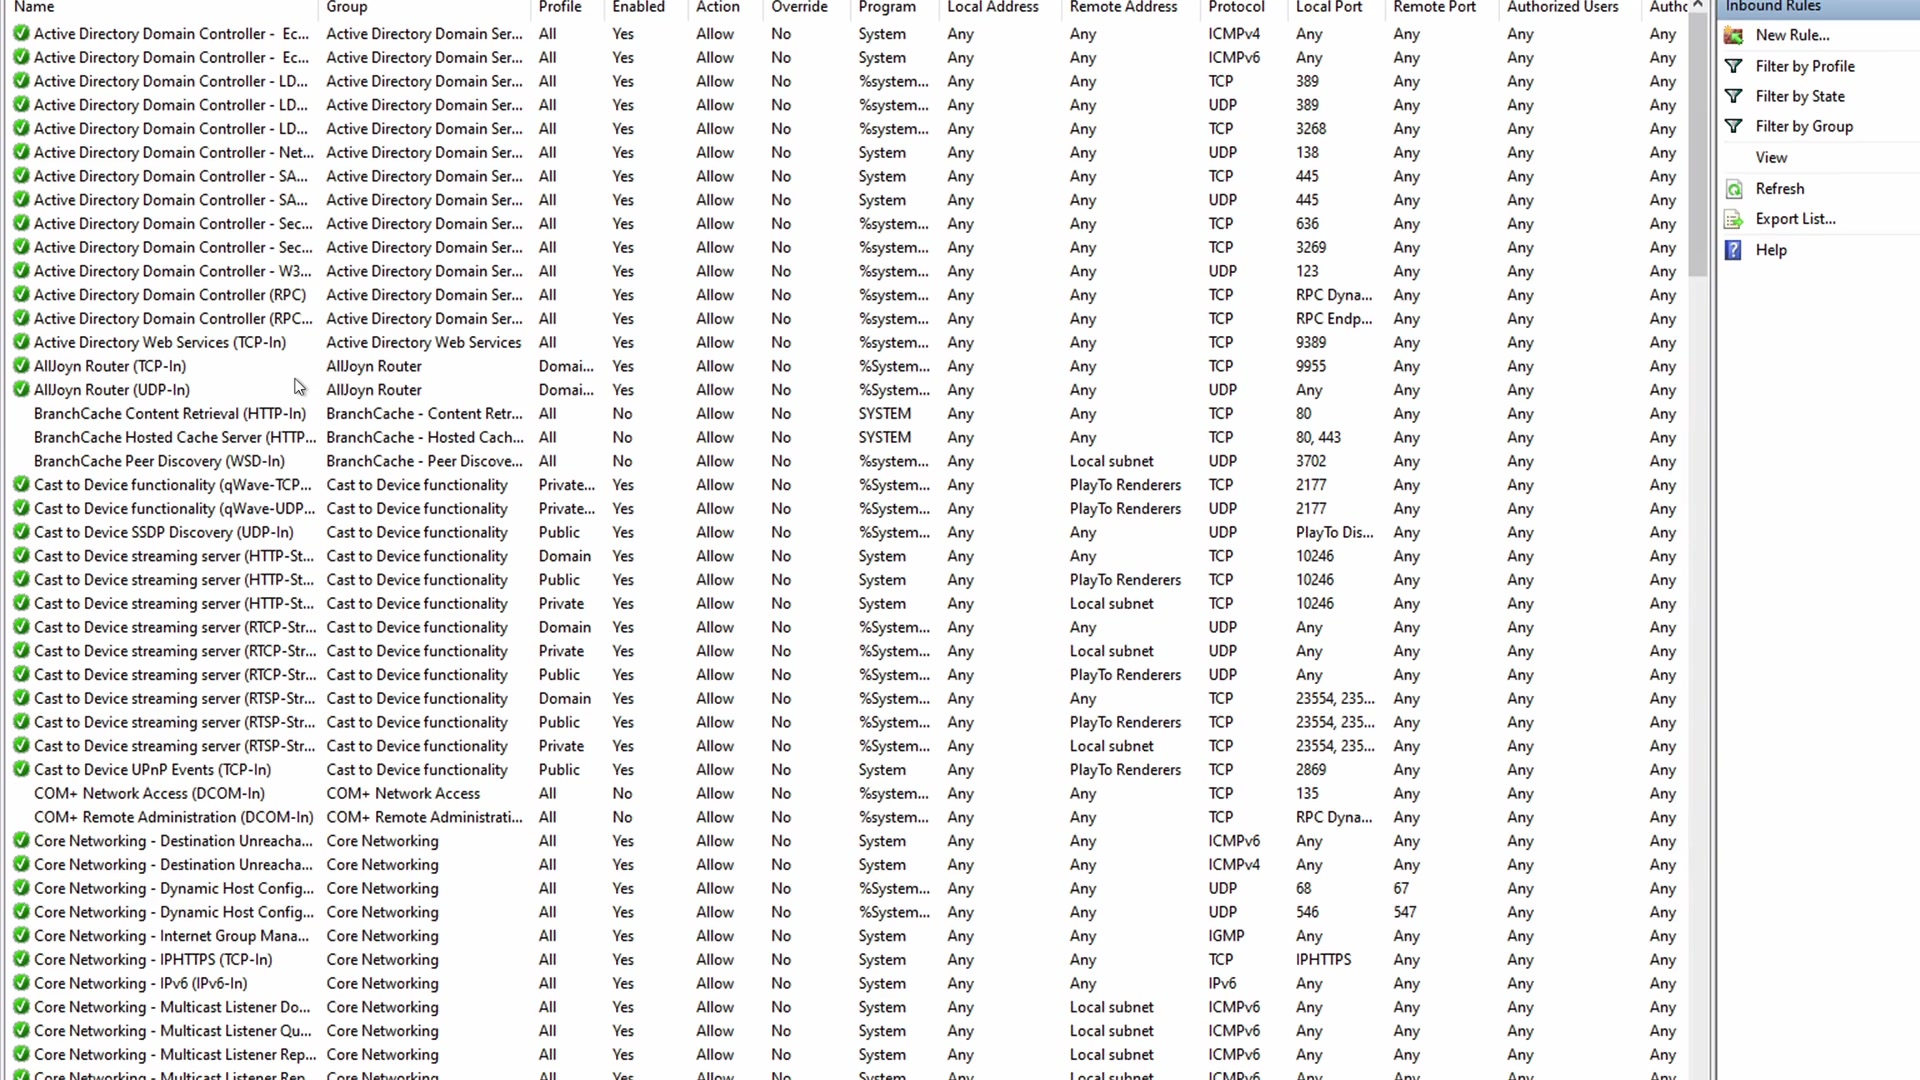 Name Group Profile Enabled Action Override Program Local Address Remote Address Protocol Local Port Remote Port Authorized Users Autho
Active Directory Domain Controller - Ec... Active Directory Domain Ser... All Yes Allow No System Any Any ICMPv4 Any Any Any Any
Active Directory Domain Controller - Ec... Active Directory Domain Ser... All Yes Allow No System Any Any ICMPv6 Any Any Any Any
Active Directory Domain Controller - LD... Active Directory Domain Ser... All Yes Allow No %system... Any Any TCP 389 Any Any Any
Active Directory Domain Controller - LD... Active Directory Domain Ser... All Yes Allow No %system... Any Any UDP 389 Any Any Any
Active Directory Domain Controller - LD... Active Directory Domain Ser... All Yes Allow No %system... Any Any TCP 3268 Any Any Any
Active Directory Domain Controller - Net... Active Directory Domain Ser... All Yes Allow No System Any Any UDP 138 Any Any Any
Active Directory Domain Controller - SA... Active Directory Domain Ser... All Yes Allow No System Any Any TCP 445 Any Any Any
Active Directory Domain Controller - SA... Active Directory Domain Ser... All Yes Allow No System Any Any UDP 445 Any Any Any
Active Directory Domain Controller - Sec... Active Directory Domain Ser... All Yes Allow No %system... Any Any TCP 636 Any Any Any
Active Directory Domain Controller - Sec... Active Directory Domain Ser... All Yes Allow No %system... Any Any TCP 3269 Any Any Any
Active Directory Domain Controller - W3... Active Directory Domain Ser... All Yes Allow No %system... Any Any UDP 123 Any Any Any
Active Directory Domain Controller (RPC) Active Directory Domain Ser... All Yes Allow No %system... Any Any TCP RPC Dyna... Any Any Any
Active Directory Domain Controller (RPC... Active Directory Domain Ser... All Yes Allow No %system... Any Any TCP RPC Endp... Any Any Any
Active Directory Web Services (TCP-In) Active Directory Web Services All Yes Allow No %system... Any Any TCP 9389 Any Any Any
AllJoyn Router (TCP-In) AllJoyn Router Domai... Yes Allow No %System... Any Any TCP 9955 Any Any Any
AllJoyn Router (UDP-In) AllJoyn Router Domai... Yes Allow No %System... Any Any UDP Any Any Any Any
BranchCache Content Retrieval (HTTP-In) BranchCache - Content Retr... All No Allow No SYSTEM Any Any TCP 80 Any Any Any
BranchCache Hosted Cache Server (HTTP... BranchCache - Hosted Cach... All No Allow No SYSTEM Any Any TCP 80, 443 Any Any Any
BranchCache Peer Discovery (WSD-In) BranchCache - Peer Discove... All No Allow No %system... Any Local subnet UDP 3702 Any Any Any
Cast to Device functionality (qWave-TCP... Cast to Device functionality Private... Yes Allow No %System... Any PlayTo Renderers TCP 2177 Any Any Any
Cast to Device functionality (qWave-UDP... Cast to Device functionality Private... Yes Allow No %System... Any PlayTo Renderers UDP 2177 Any Any Any
Cast to Device SSDP Discovery (UDP-In) Cast to Device functionality Public Yes Allow No %System... Any Any UDP PlayTo Dis... Any Any Any
Cast to Device streaming server (HTTP-St... Cast to Device functionality Domain Yes Allow No System Any Any TCP 10246 Any Any Any
Cast to Device streaming server (HTTP-St... Cast to Device functionality Public Yes Allow No System Any PlayTo Renderers TCP 10246 Any Any Any
Cast to Device streaming server (HTTP-St... Cast to Device functionality Private Yes Allow No System Any Local subnet TCP 10246 Any Any Any
Cast to Device streaming server (RTCP-Str... Cast to Device functionality Domain Yes Allow No %System... Any Any UDP Any Any Any Any
Cast to Device streaming server (RTCP-Str... Cast to Device functionality Private Yes Allow No %System... Any Local subnet UDP Any Any Any Any
Cast to Device streaming server (RTCP-Str... Cast to Device functionality Public Yes Allow No %System... Any PlayTo Renderers UDP Any Any Any Any
Cast to Device streaming server (RTSP-Str... Cast to Device functionality Domain Yes Allow No %System... Any Any TCP 23554, 235... Any Any Any
Cast to Device streaming server (RTSP-Str... Cast to Device functionality Public Yes Allow No %System... Any PlayTo Renderers TCP 23554, 235... Any Any Any
Cast to Device streaming server (RTSP-Str... Cast to Device functionality Private Yes Allow No %System... Any Local subnet TCP 23554, 235... Any Any Any
Cast to Device UPnP Events (TCP-In) Cast to Device functionality Public Yes Allow No System Any PlayTo Renderers TCP 2869 Any Any Any
COM+ Network Access (DCOM-In) COM+ Network Access All No Allow No %system... Any Any TCP 135 Any Any Any
COM+ Remote Administration (DCOM-In) COM+ Remote Administrati... All No Allow No %system... Any Any TCP RPC Dyna... Any Any Any
Core Networking - Destination Unreacha... Core Networking All Yes Allow No System Any Any ICMPv6 Any Any Any Any
Core Networking - Destination Unreacha... Core Networking All Yes Allow No System Any Any ICMPv4 Any Any Any Any
Core Networking - Dynamic Host Config... Core Networking All Yes Allow No %System... Any Any UDP 68 67 Any Any
Core Networking - Dynamic Host Config... Core Networking All Yes Allow No %System... Any Any UDP 546 547 Any Any
Core Networking - Internet Group Mana... Core Networking All Yes Allow No System Any Any IGMP Any Any Any Any
Core Networking - IPHTTPS (TCP-In) Core Networking All Yes Allow No System Any Any TCP IPHTTPS Any Any Any
Core Networking - IPv6 (IPv6-In) Core Networking All Yes Allow No System Any Any IPv6 Any Any Any Any
Core Networking - Multicast Listener Do... Core Networking All Yes Allow No System Any Local subnet ICMPv6 Any Any Any Any
Core Networking - Multicast Listener Qu... Core Networking All Yes Allow No System Any Local subnet ICMPv6 Any Any Any Any
Core Networking - Multicast Listener Rep... Core Networking All Yes Allow No System Any Local subnet ICMPv6 Any Any Any Any
Core Networking - Multicast Listener Rep... Core Networking All Yes Allow No System Any Local subnet ICMPv6 Any Any Any Any
Inbound Rules
New Rule...
Filter by Profile
Filter by State
Filter by Group
View
Refresh
Export List...
Help